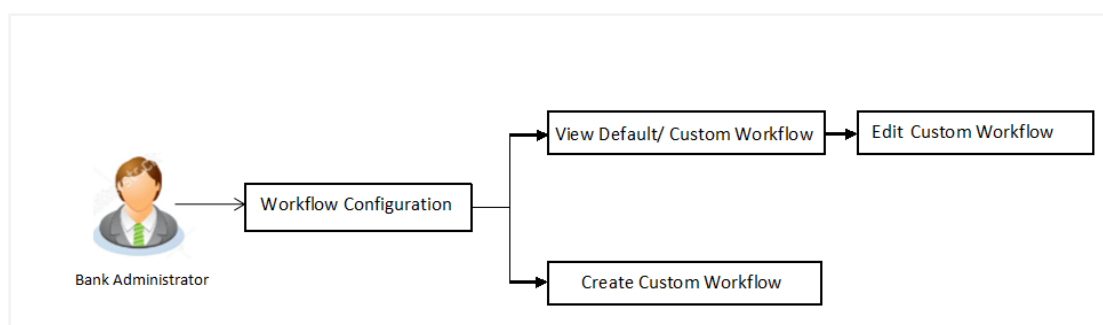 View Default/ Custom Workflow
Edit Custom Workflow
Workflow Configuration
Bank Administrator
Create Custom Workflow